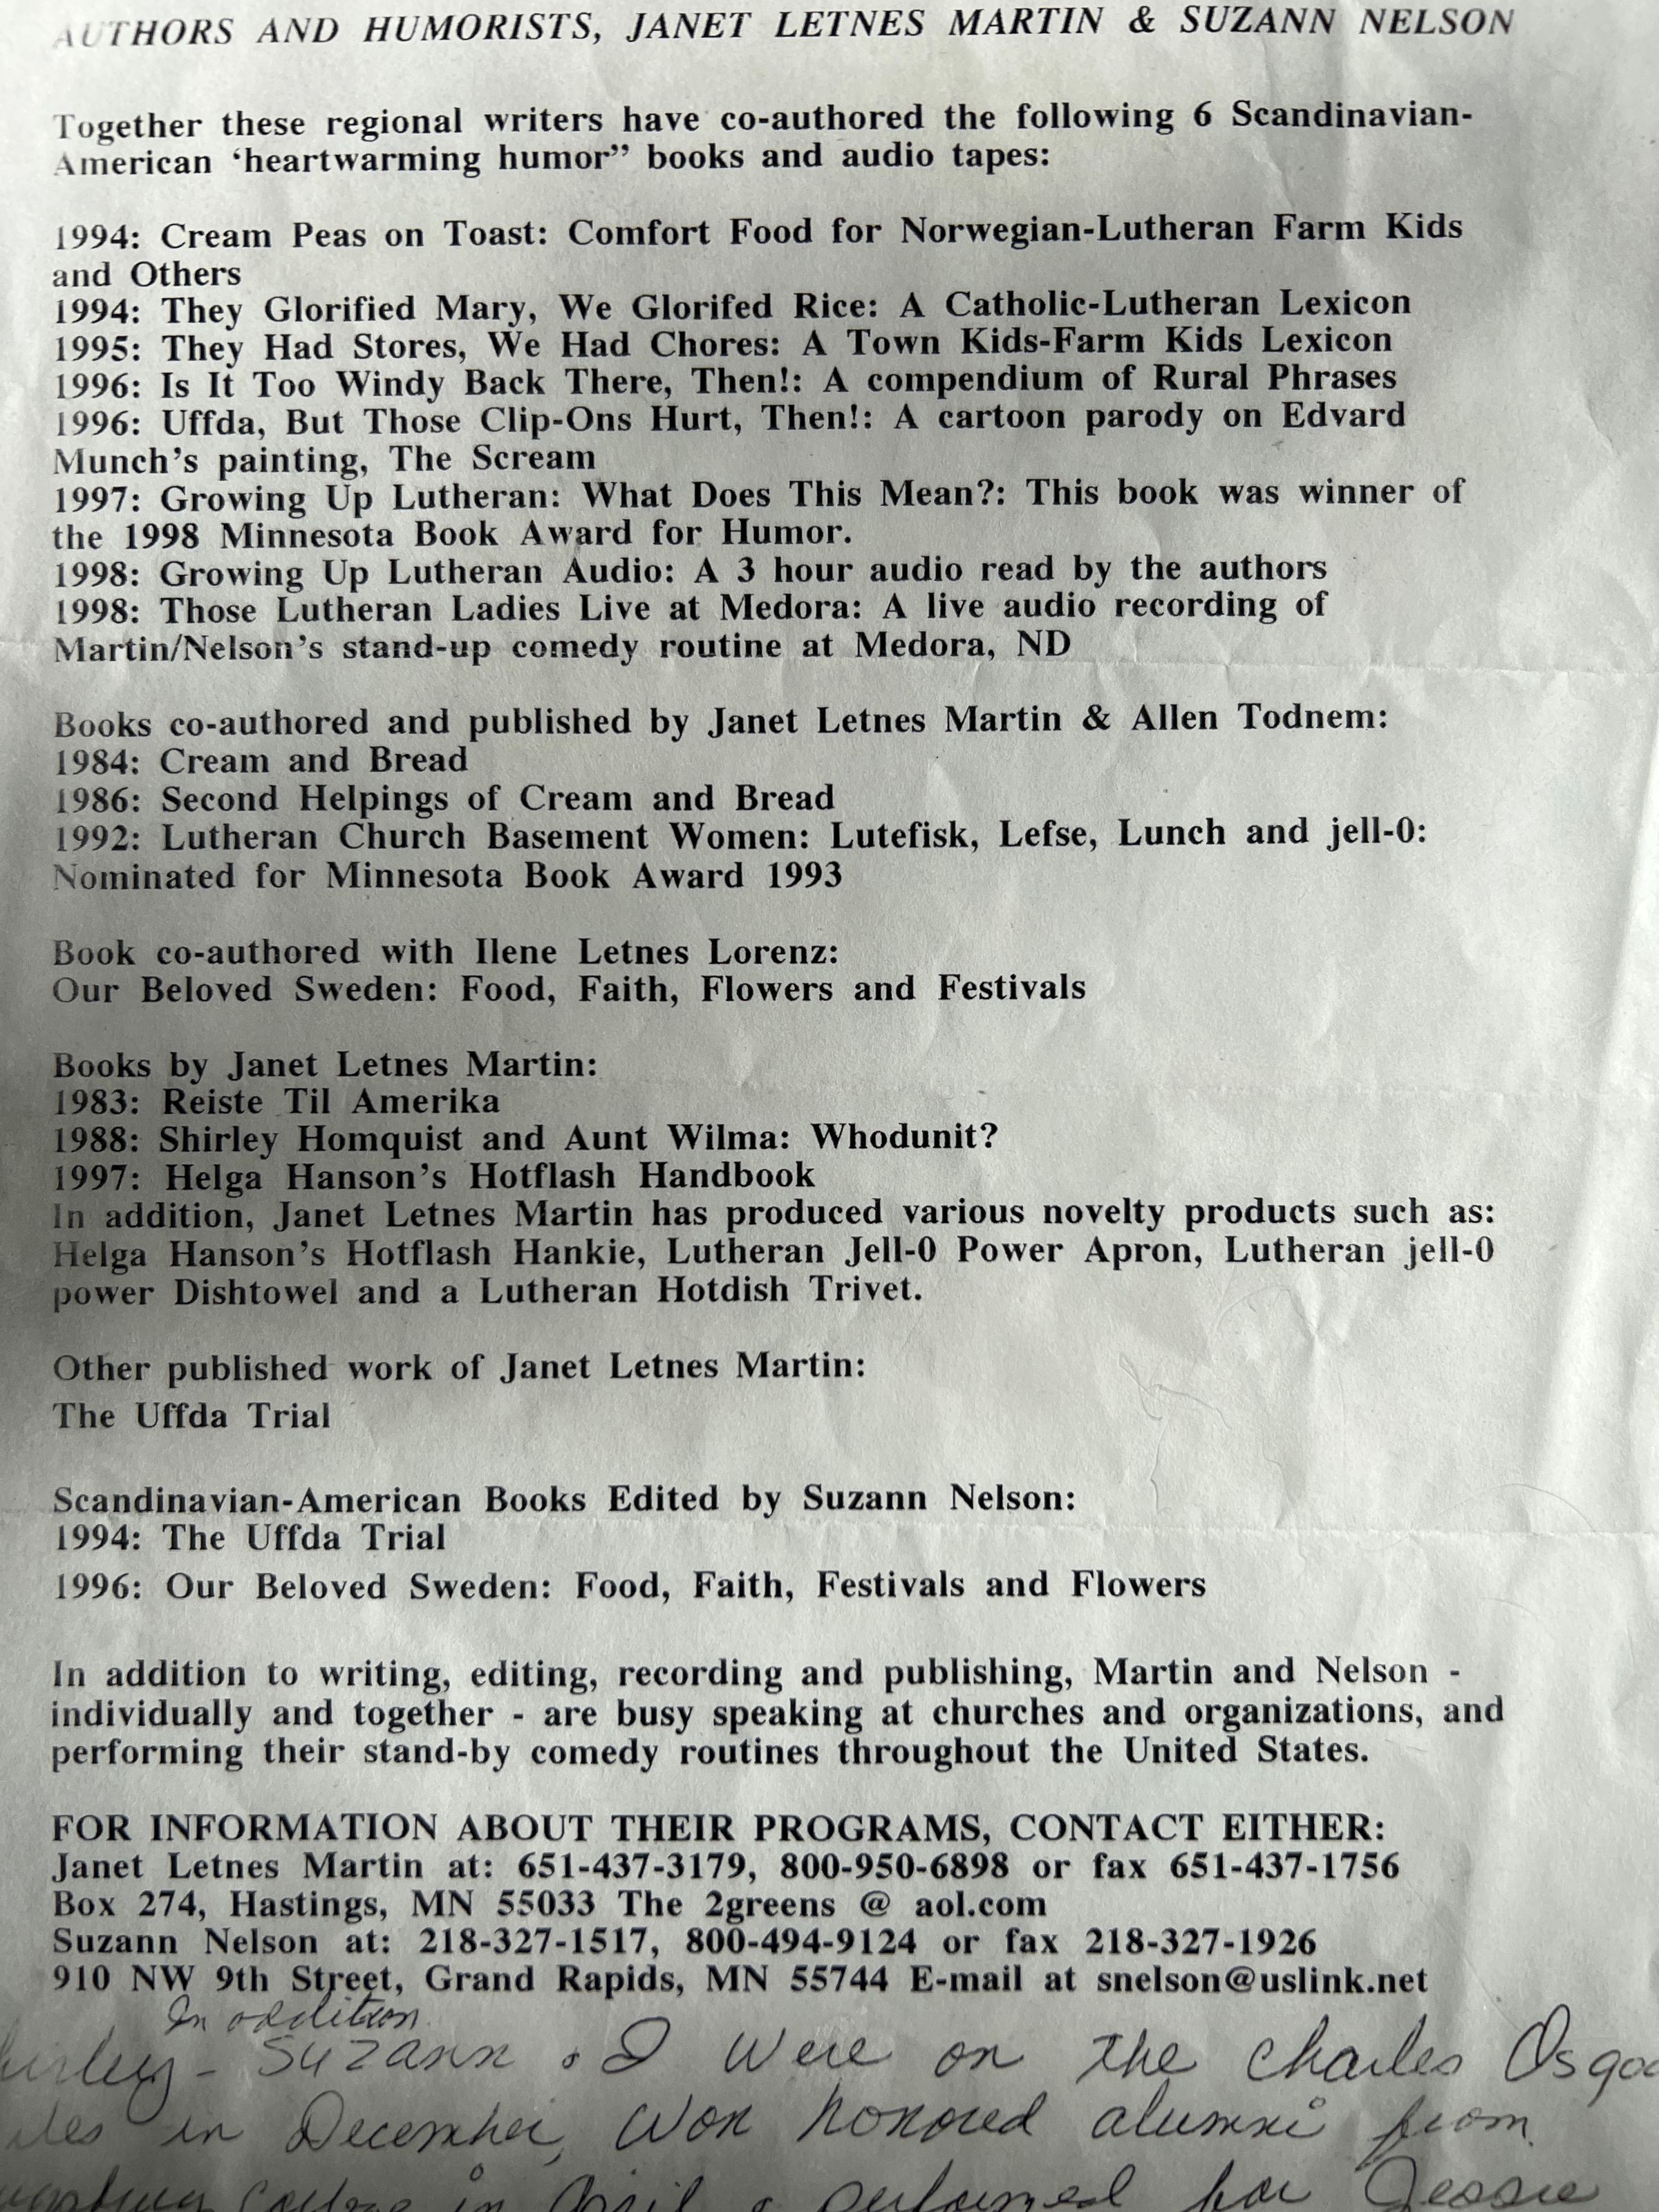 AUTHORS AND HUMORISTS, JANET LETNES MARTIN & SUZANN NELSON
Together these regional writers have co-authored the following 6 Scandinavian-
American ‘heartwarming humor” books and audio tapes:
1994: Cream Peas on Toast: Comfort Food for Norwegian-Lutheran Farm Kids
and Others
1994: They Glorified Mary, We Glorifed Rice: A Catholic-Lutheran Lexicon
1995: They Had Stores, We Had Chores: A Town Kids-Farm Kids Lexicon
1996: Is It Too Windy Back There, Then!: A compendium of Rural Phrases
1996: Uffda, But Those Clip-Ons Hurt, Then!: A cartoon parody on Edvard
Munch’s painting, The Scream
1997: Growing Up Lutheran: What Does This Mean?: This book was winner of
the 1998 Minnesota Book Award for Humor.
1998: Growing Up Lutheran Audio: A 3 hour audio read by the authors
1998: Those Lutheran Ladies Live at Medora: A live audio recording of
Martin/Nelson’s stand-up comedy routine at Medora, ND
Books co-authored and published by Janet Letnes Martin & Allen Todnem:
1984: Cream and Bread
1986: Second Helpings of Cream and Bread
1992: Lutheran Church Basement Women: Lutefisk, Lefse, Lunch and jell-0:
Nominated for Minnesota Book Award 1993
Book co-authored with Ilene Letnes Lorenz:
Our Beloved Sweden: Food, Faith, Flowers and Festivals
Books by Janet Letnes Martin:
1983: Reiste Til Amerika
1988: Shirley Homquist and Aunt Wilma: Whodunit?
1997: Helga Hanson’s Hotflash Handbook
In addition, Janet Letnes Martin has produced various novelty products such as:
Helga Hanson’s Hotflash Hankie, Lutheran Jell-0 Power Apron, Lutheran jell-0
power Dishtowel and a Lutheran Hotdish Trivet.
Other published work of Janet Letnes Martin:
The Uffda Trial
Scandinavian-American Books Edited by Suzann Nelson:
1994: The Uffda Trial
1996: Our Beloved Sweden: Food, Faith, Festivals and Flowers
In addition to writing, editing, recording and publishing, Martin and Nelson -
individually and together - are busy speaking at churches and organizations, and
performing their stand-by comedy routines throughout the United States.
FOR INFORMATION ABOUT THEIR PROGRAMS, CONTACT EITHER:
Janet Letnes Martin at: 651-437-3179, 800-950-6898 or fax 651-437-1756
Box 274, Hastings, MN 55033 The 2greens @ aol.com
Suzann Nelson at: 218-327-1517, 800-494-9124 or fax 218-327-1926
910 NW 9th Street, Grand Rapids, MN 55744 E-mail at snelson@uslink.net
In addition
- Suzann & I were on the Charles
in December, won honored alumni from
College in April & performed for Jessie